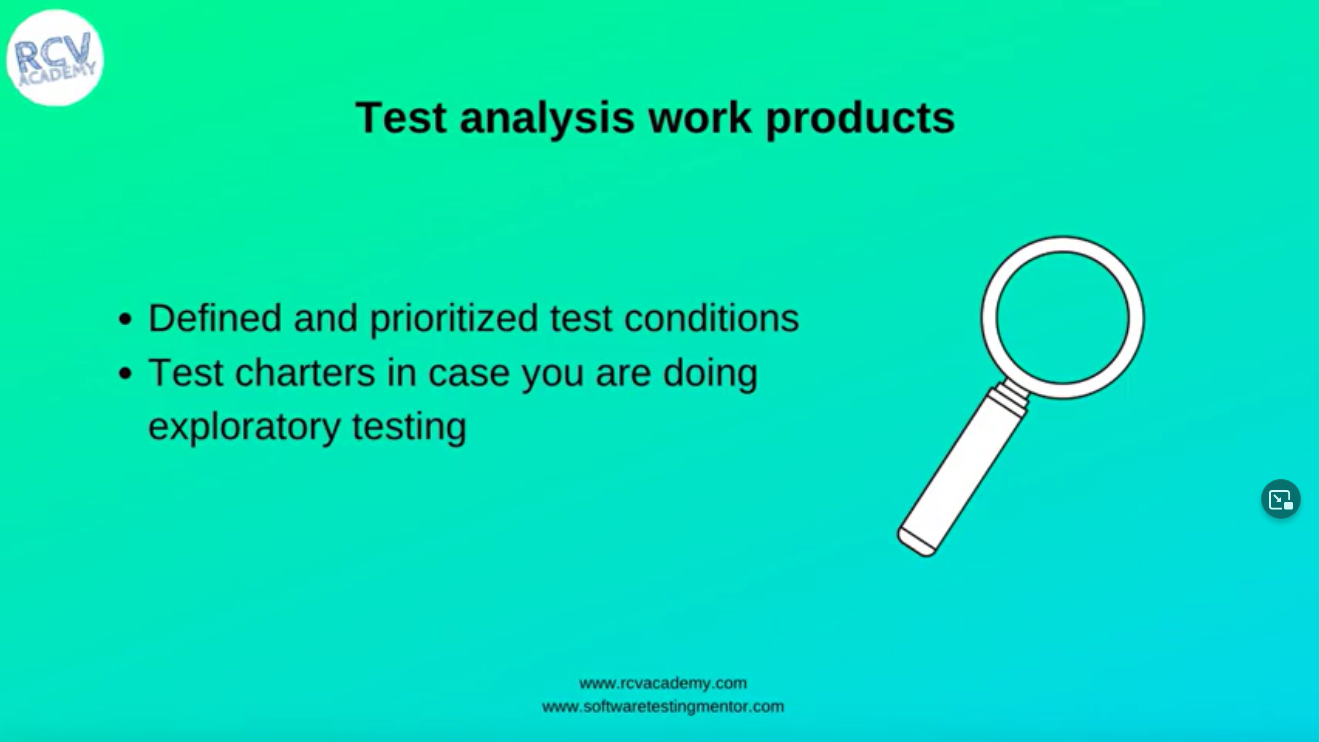 RCV
ACADEMY
Test analysis work products
• Defined and prioritized test conditions
• Test charters in case you are doing
exploratory testing
www.rcvacademy.com
www.softwaretestingmentor.com